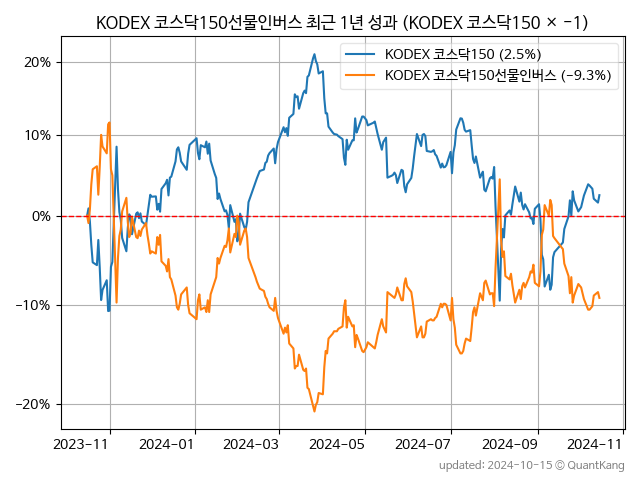 KODEX 코스닥150선물인버스 최근 1년 성과 (KODEX 코스닥150 × −1)
KODEX 코스닥150 (2.5%)
KODEX 코스닥150선물인버스 (−9.3%)
20%
10%
0%
−10%
−20%
2023−11 2024−01 2024−03 2024−05 2024−07 2024−09 2024−11
updated: 2024-10-15 © QuantKang